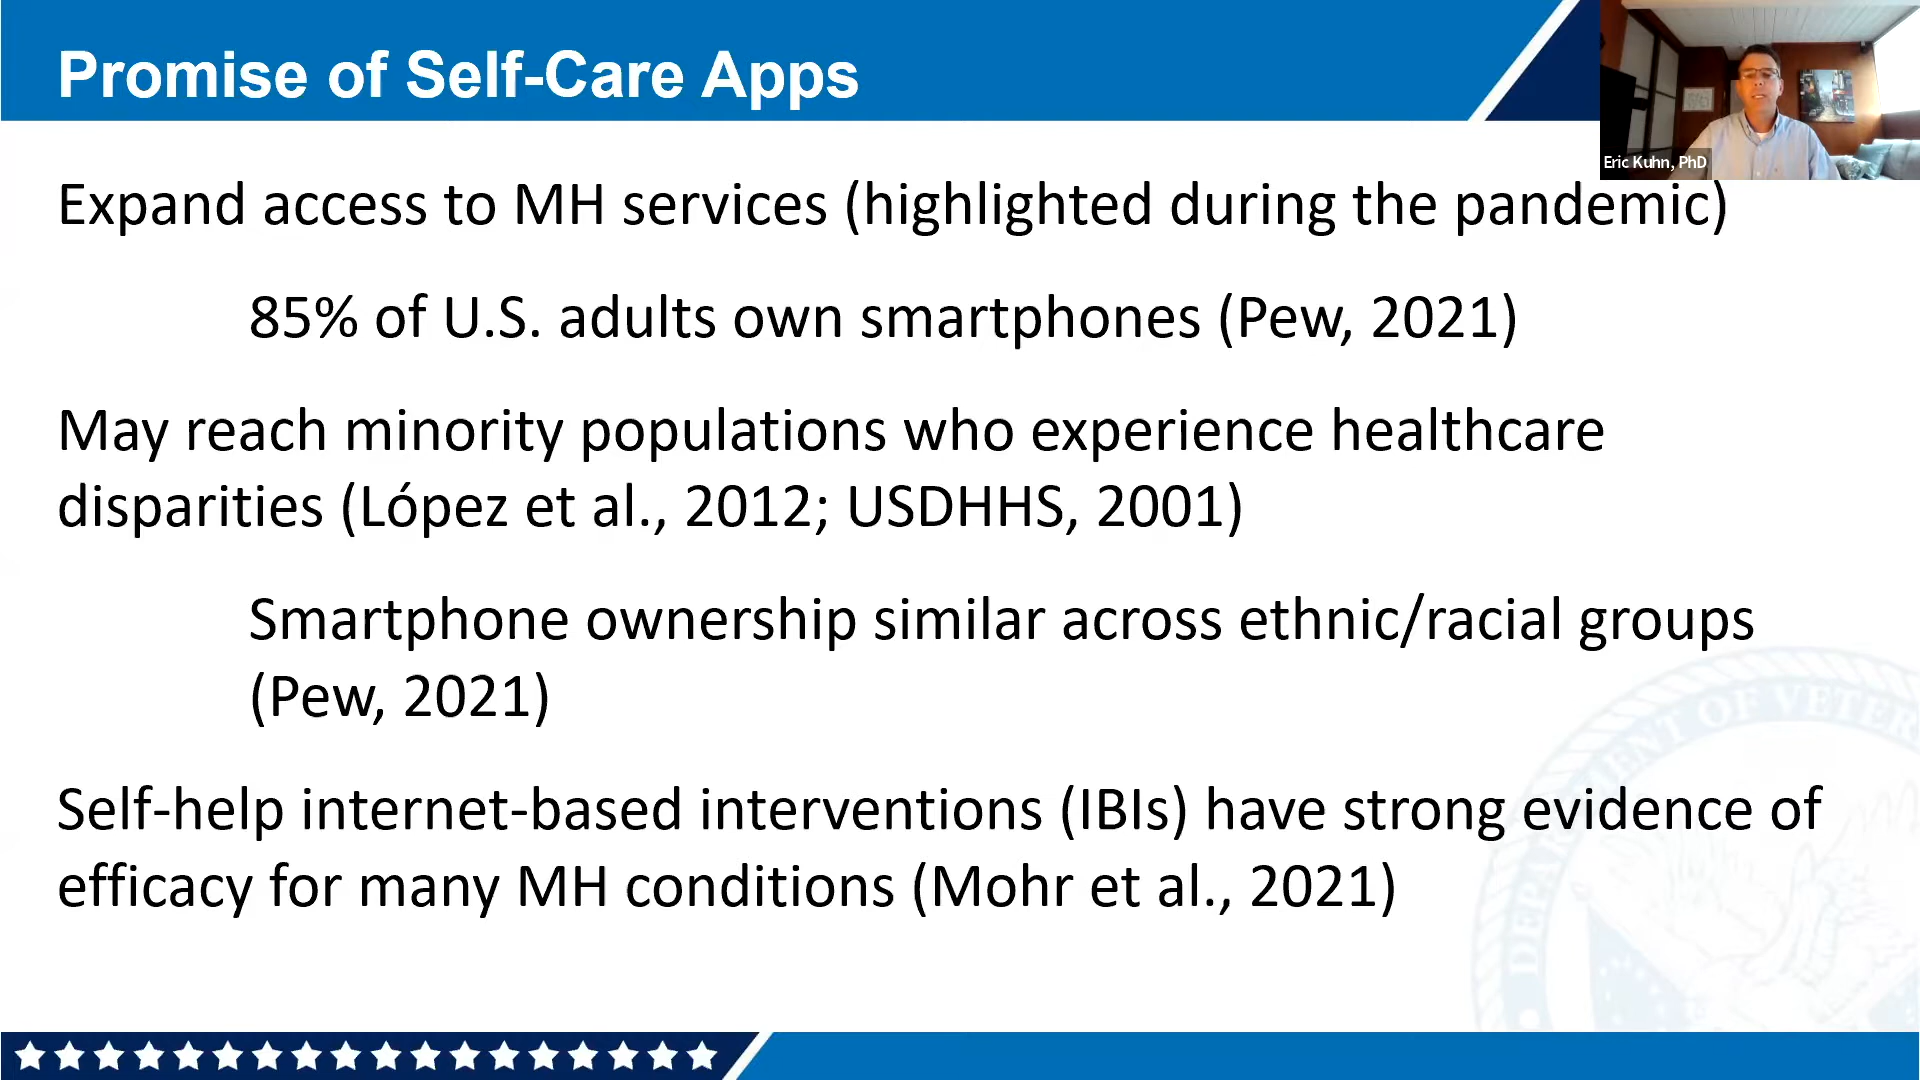 Promise of Self-Care Apps
Eric Kuhn, PhD
Expand access to MH services (highlighted during the pandemic)
85% of U.S. adults own smartphones (Pew, 2021)
May reach minority populations who experience healthcare
disparities (López et al., 2012; USDHHS, 2001)
Smartphone ownership similar across ethnic/racial groups
(Pew, 2021)
Self-help internet-based interventions (IBIs) have strong evidence of
efficacy for many MH conditions (Mohr et al., 2021)
DEPARTMENT OF VETER